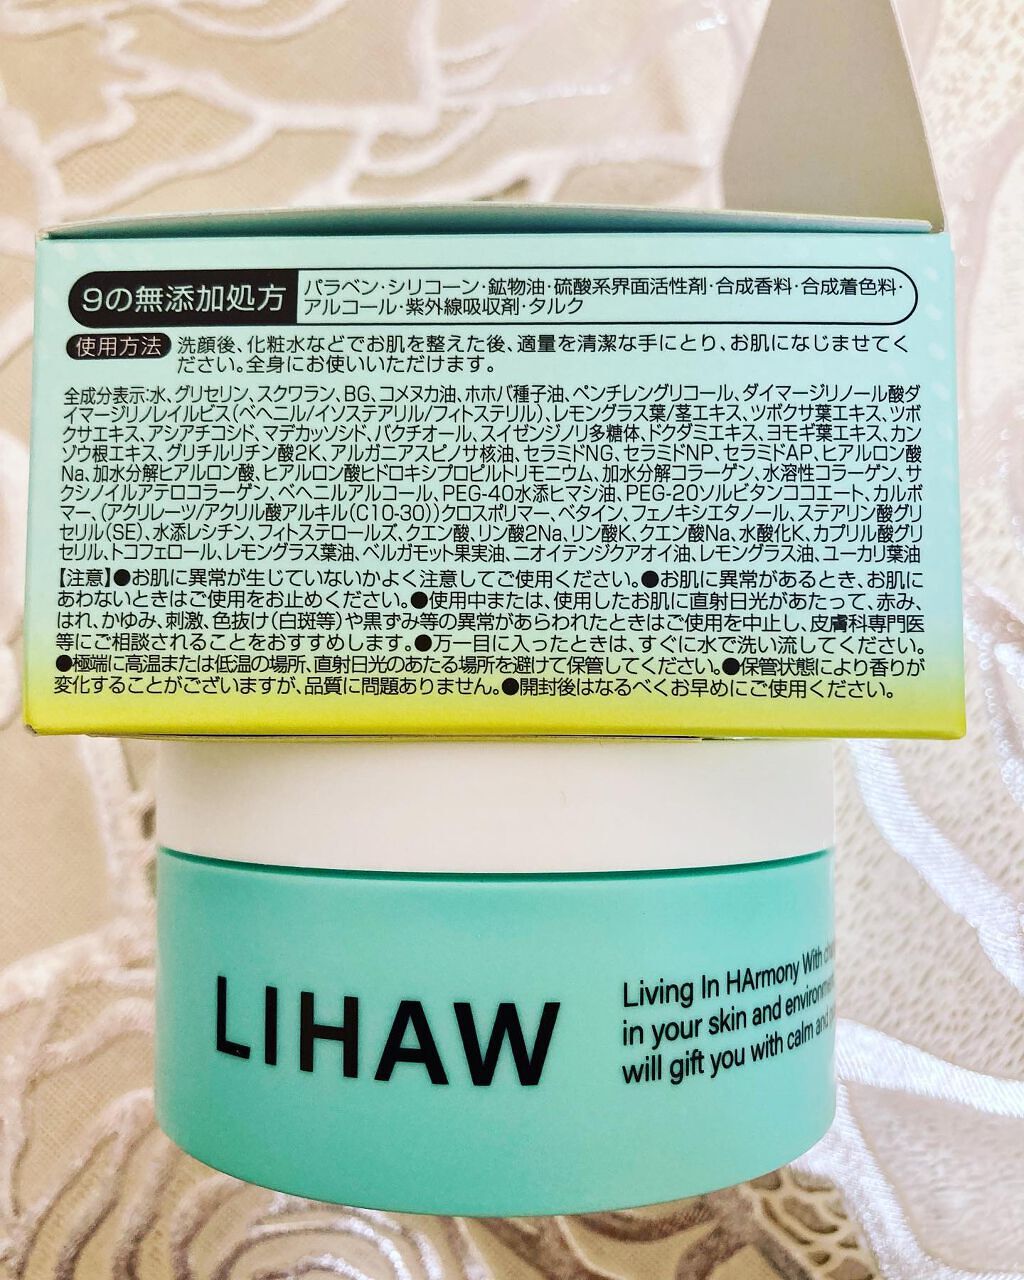 9の無添加処方
パラベン・シリコーン・鉱物油・硫酸系界面活性剤・合成香料・合成着色料・
アルコール・紫外線吸収剤・タルク
使用方法 洗顔後、化粧水などでお肌を整えた後、適量を清潔な手にとり、お肌になじませてく
ださい。全身にお使いいただけます。
全成分表示:水、グリセリン、スクワラン、BG、コメヌカ油、ホホバ種子油、ペンチレングリコール、ダイマージリノール酸ダ
イマージリノレイルビス(ベヘニル/イソステアリル/フィトステリル)、レモングラス葉/茎エキス、ツボクサ葉エキス、ツボ
クサエキス、アシアチコシド、マデカッソシド、バクチオール、スイゼンジノリ多糖体、ドクダミエキス、ヨモギ葉エキス、カン
ゾウ根エキス、グリチルリチン酸2K、アルガニアスピノサ核油、セラミドNG、セラミドNP、セラミドAP、ヒアルロン酸
Na、加水分解ヒアルロン酸、ヒアルロン酸ヒドロキシプロピルトリモニウム、加水分解コラーゲン、水溶性コラーゲン、サ
クシノイルアテロコラーゲン、ベヘニルアルコール、PEG-40水添ヒマシ油、PEG-20ソルビタンココエート、カルボ
マー、(アクリレーツ/アクリル酸アルキル(C10-30))クロスポリマー、ベタイン、フェノキシエタノール、ステアリン酸グ
リセリル(SE)、水添レシチン、フィトステロールズ、クエン酸、リン酸2Na、リン酸K、クエン酸Na、水酸化K、カプリル酸グリ
セリル、トコフェロール、レモングラス葉油、ベルガモット果実油、ニオイテンジクアオイ油、レモングラス油、ユーカリ葉油
【注意】●お肌に異常が生じていないかよく注意してご使用ください。●お肌に異常があるとき、お肌に
あわないときはご使用をお止めください。●使用中または、使用したお肌に直射日光があたって、赤み、
はれ、かゆみ、刺激、色抜け(白斑等)や黒ずみ等の異常があらわれたときはご使用を中止し、皮膚科専門医
等にご相談されることをおすすめします。●万一目に入ったときは、すぐに水で洗い流してください。
●極端に高温または低温の場所、直射日光のあたる場所を避けて保管してください。●保管状態により香りが
変化することがございますが、品質に問題ありません。●開封後はなるべくお早めにご使用ください。
LIHAW
Living In HArmony With
in your skin and
will gift you with calm and